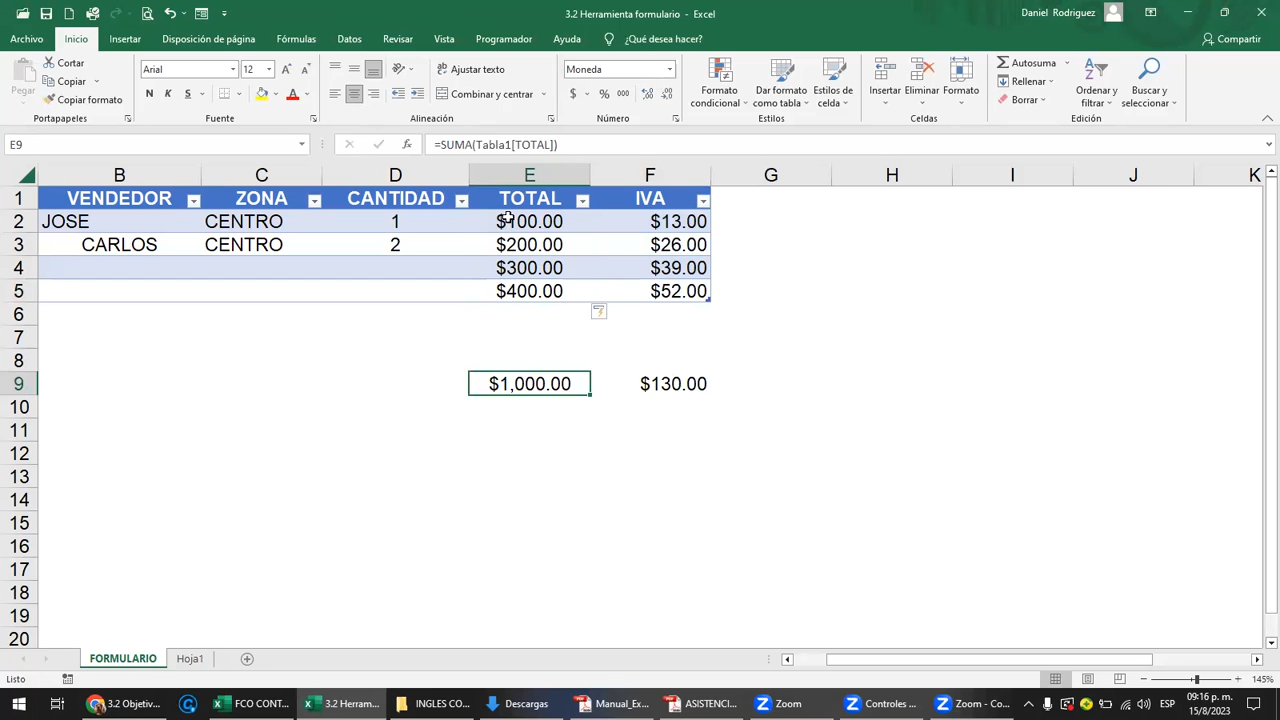 3.2 Herramienta formulario - Excel
Daniel Rodriguez
Archivo Inicio Insertar Disposición de página Fórmulas Datos Revisar Vista Programador Ayuda ¿Qué desea hacer? Compartir
Pegar
Cortar
Copiar
Copiar formato
Portapapeles
Arial 12
N K S
Fuente
Ajustar texto
Combinar y centrar
Alineación
Moneda
$ % 000
Número
Formato condicional
Dar formato como tabla
Estilos de celda
Estilos
Insertar Eliminar Formato
Celdas
Autosuma
Rellenar
Borrar
Ordenar y filtrar
Buscar y seleccionar
Edición
E9 fx =SUMA(Tabla1[TOTAL])
B C D E F G H I J K
1 VENDEDOR ZONA CANTIDAD TOTAL IVA
2 JOSE CENTRO 1 $100.00 $13.00
3 CARLOS CENTRO 2 $200.00 $26.00
4 $300.00 $39.00
5 $400.00 $52.00
6
7
8
9 $1,000.00 $130.00
10
11
12
13
14
15
16
17
18
19
20
FORMULARIO Hoja1
Listo 145%
3.2 Objetiv... FCO CONT... 3.2 Herram... INGLES CO... Descargas Manual_Ex... ASISTENCI... Zoom Controles ... Zoom - Co... ESP 09:16 p. m.
15/8/2023